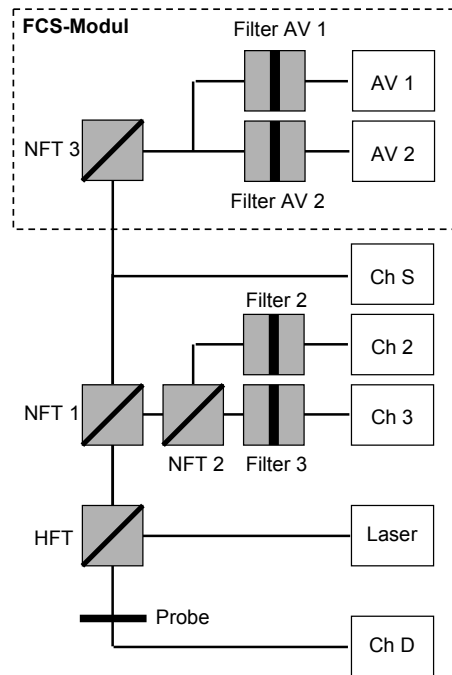 FCS-Modul
Filter AV 1
AV 1
NFT 3
AV 2
Filter AV 2
Ch S
Filter 2
Ch 2
NFT 1
Ch 3
NFT 2
Filter 3
HFT
Laser
Probe
Ch D